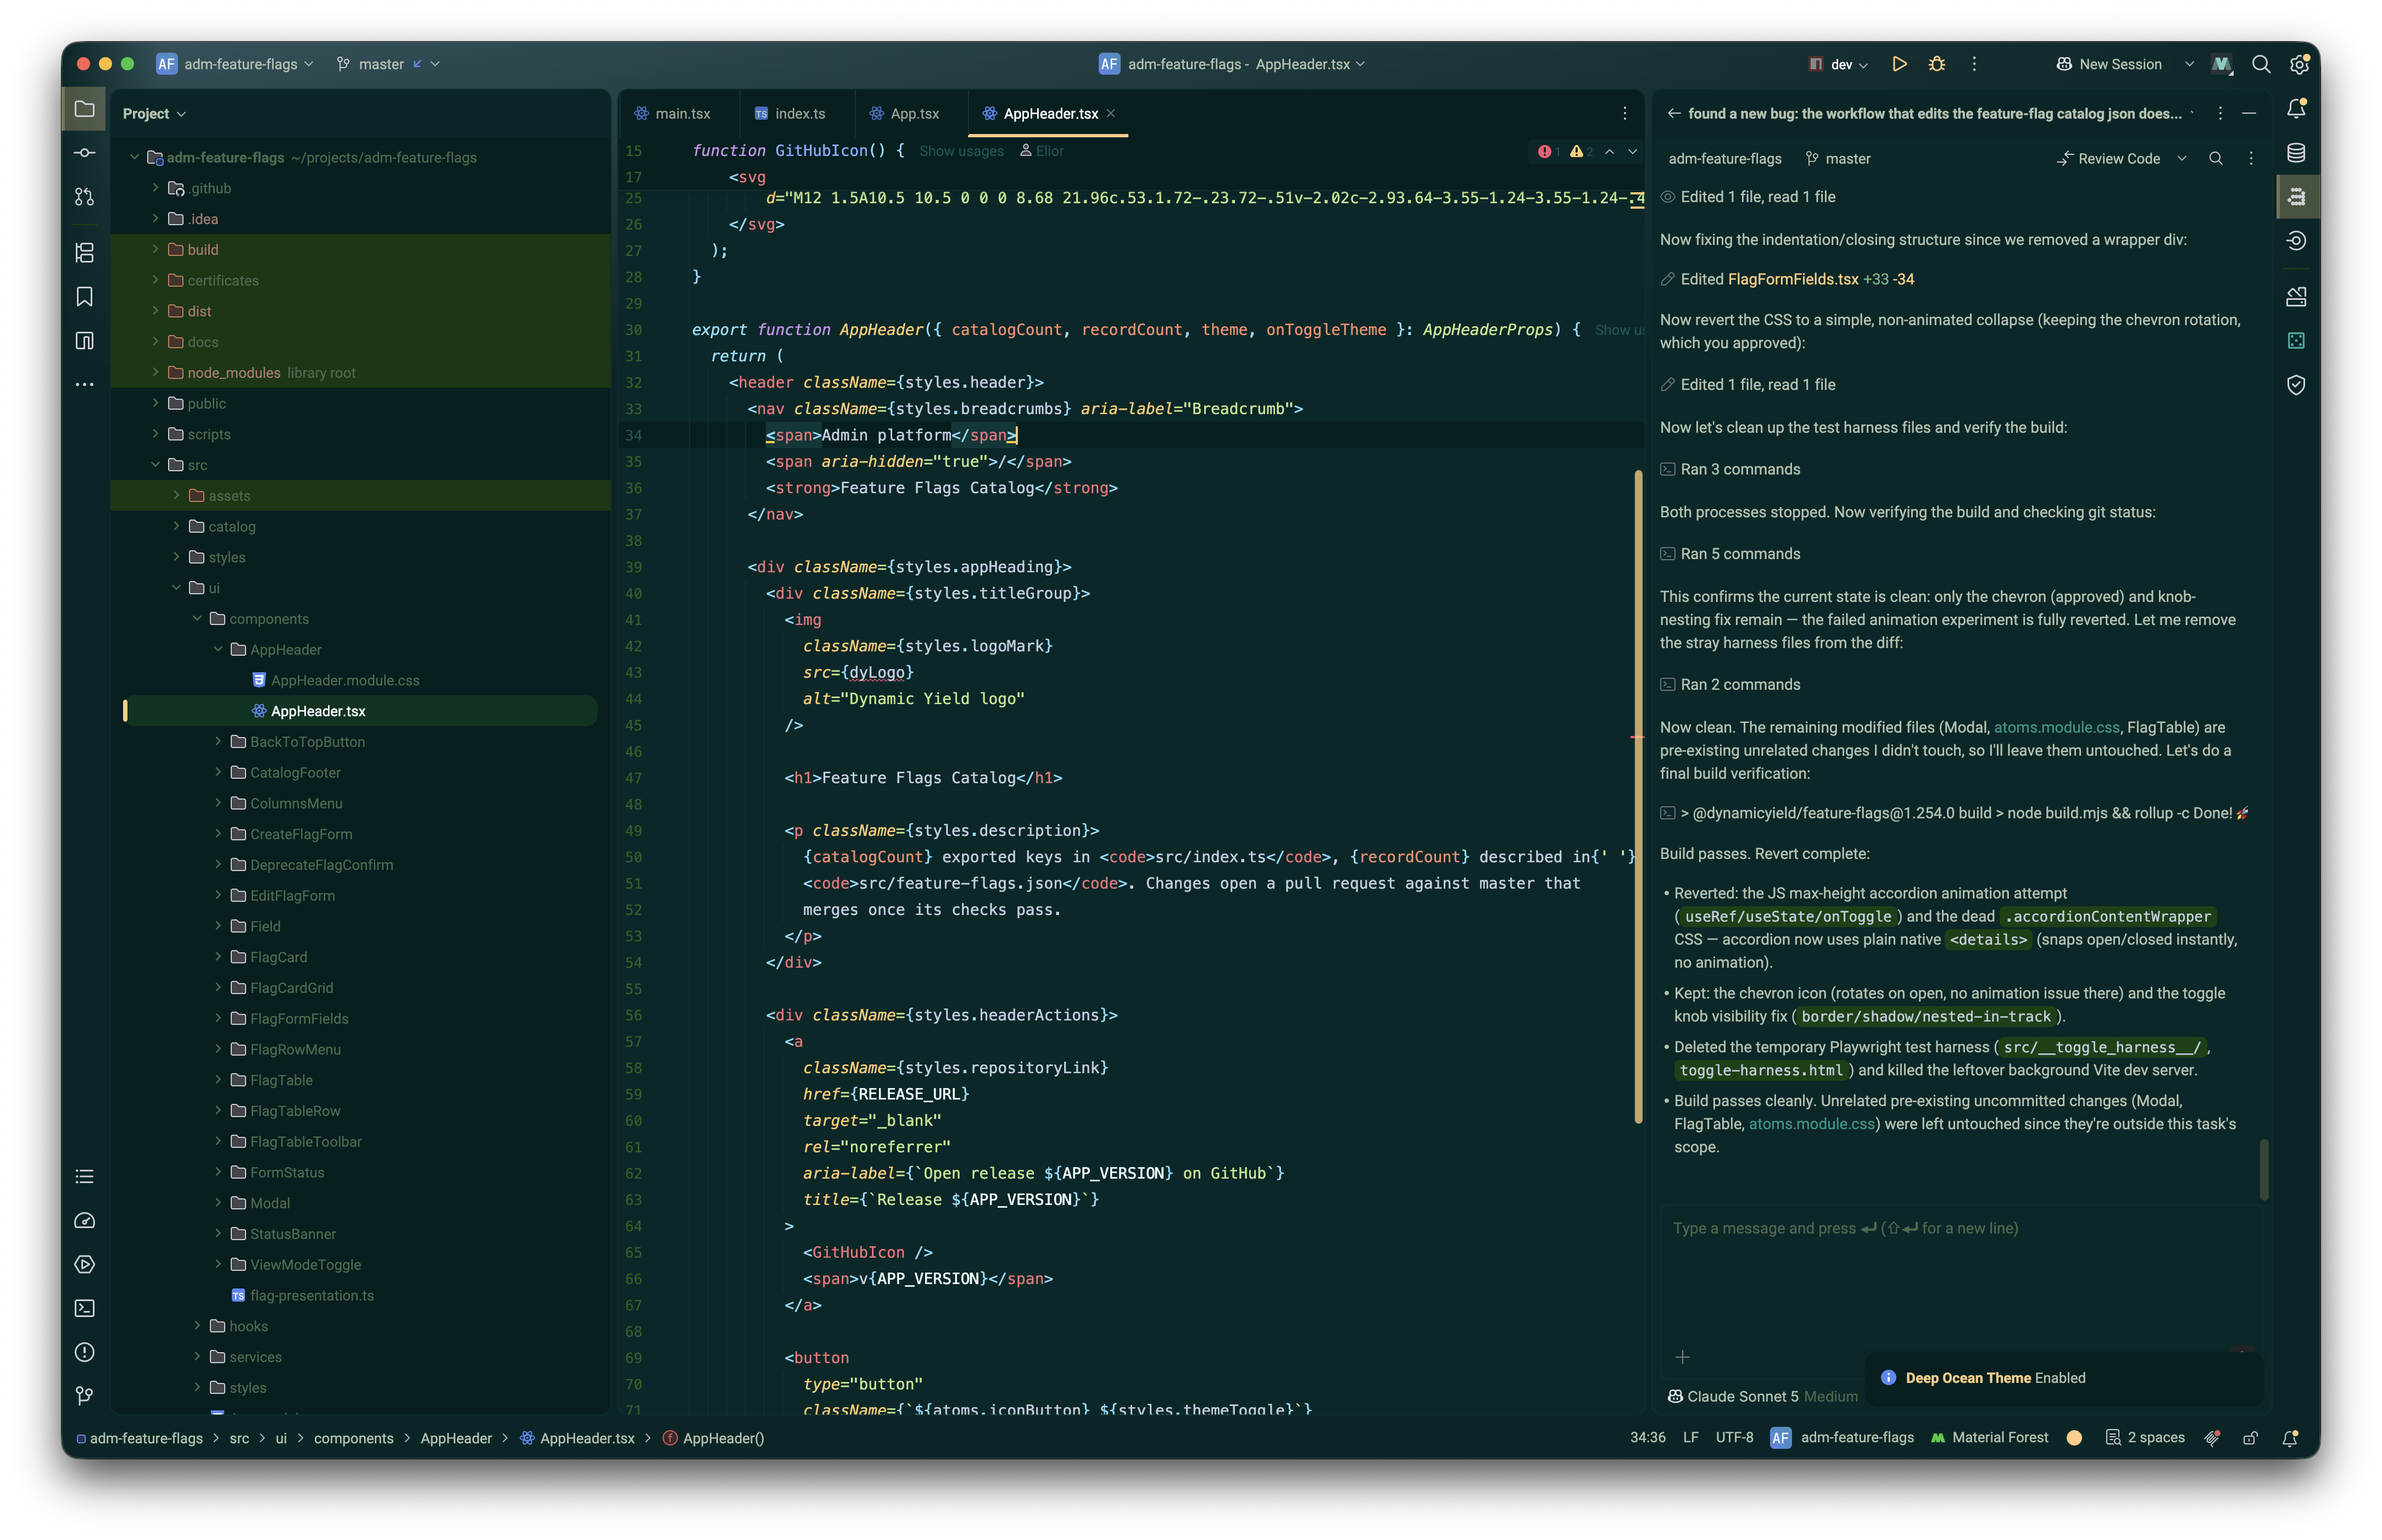 AF adm-feature-flags master
AF adm-feature-flags - AppHeader.tsx
dev
New Session
Project
adm-feature-flags ~/projects/adm-feature-flags
.github
.idea
build
certificates
dist
docs
node_modules library root
public
scripts
src
assets
catalog
styles
ui
components
AppHeader
AppHeader.module.css
AppHeader.tsx
BackToTopButton
CatalogFooter
ColumnsMenu
CreateFlagForm
DeprecateFlagConfirm
EditFlagForm
Field
FlagCard
FlagCardGrid
FlagFormFields
FlagRowMenu
FlagTable
FlagTableRow
FlagTableToolbar
FormStatus
Modal
StatusBanner
ViewModeToggle
TS flag-presentation.ts
hooks
services
styles
main.tsx
TS index.ts
App.tsx
AppHeader.tsx
1 2
15 function GitHubIcon() { Show usages Elior
17 <svg
25 d="M12 1.5A10.5 10.5 0 0 0 8.68 21.96c.53.1.72-.23.72-.51v-2.02c-2.93.64-3.55-1.24-3.55-1.24-.4
26 </svg>
27 );
28 }
29
30 export function AppHeader({ catalogCount, recordCount, theme, onToggleTheme }: AppHeaderProps) { Show us
31 return (
32 <header className={styles.header}>
33 <nav className={styles.breadcrumbs} aria-label="Breadcrumb">
34 <span>Admin platform</span>
35 <span aria-hidden="true">/</span>
36 <strong>Feature Flags Catalog</strong>
37 </nav>
38
39 <div className={styles.appHeading}>
40 <div className={styles.titleGroup}>
41 <img
42 className={styles.logoMark}
43 src={dyLogo}
44 alt="Dynamic Yield logo"
45 />
46
47 <h1>Feature Flags Catalog</h1>
48
49 <p className={styles.description}>
50 {catalogCount} exported keys in <code>src/index.ts</code>, {recordCount} described in{' '}
51 <code>src/feature-flags.json</code>. Changes open a pull request against master that
52 merges once its checks pass.
53 </p>
54 </div>
55
56 <div className={styles.headerActions}>
57 <a
58 className={styles.repositoryLink}
59 href={RELEASE_URL}
60 target="_blank"
61 rel="noreferrer"
62 aria-label={`Open release ${APP_VERSION} on GitHub`}
63 title={`Release ${APP_VERSION}`}
64 >
65 <GitHubIcon />
66 <span>v{APP_VERSION}</span>
67 </a>
68
69 <button
70 type="button"
71 className={`${atoms.iconButton} ${styles.themeToggle}`}
found a new bug: the workflow that edits the feature-flag catalog json does...
adm-feature-flags master
Review Code
Edited 1 file, read 1 file
Now fixing the indentation/closing structure since we removed a wrapper div:
Edited FlagFormFields.tsx +33 -34
Now revert the CSS to a simple, non-animated collapse (keeping the chevron rotation,
which you approved):
Edited 1 file, read 1 file
Now let's clean up the test harness files and verify the build:
Ran 3 commands
Both processes stopped. Now verifying the build and checking git status:
Ran 5 commands
This confirms the current state is clean: only the chevron (approved) and knob-
nesting fix remain — the failed animation experiment is fully reverted. Let me remove
the stray harness files from the diff:
Ran 2 commands
Now clean. The remaining modified files (Modal, atoms.module.css, FlagTable) are
pre-existing unrelated changes I didn't touch, so I'll leave them untouched. Let's do a
final build verification:
> @dynamicyield/feature-flags@1.254.0 build > node build.mjs && rollup -c Done! 🚀
Build passes. Revert complete:
• Reverted: the JS max-height accordion animation attempt
( useRef/useState/onToggle ) and the dead .accordionContentWrapper
CSS — accordion now uses plain native <details> (snaps open/closed instantly,
no animation).
• Kept: the chevron icon (rotates on open, no animation issue there) and the toggle
knob visibility fix ( border/shadow/nested-in-track ).
• Deleted the temporary Playwright test harness ( src/__toggle_harness__/ ,
toggle-harness.html ) and killed the leftover background Vite dev server.
• Build passes cleanly. Unrelated pre-existing uncommitted changes (Modal,
FlagTable, atoms.module.css) were left untouched since they're outside this task's
scope.
Type a message and press ⏎ (⇧⏎ for a new line)
Claude Sonnet 5 Medium
Deep Ocean Theme Enabled
adm-feature-flags > src > ui > components > AppHeader > AppHeader.tsx > AppHeader()
34:36 LF UTF-8 AF adm-feature-flags Material Forest 2 spaces